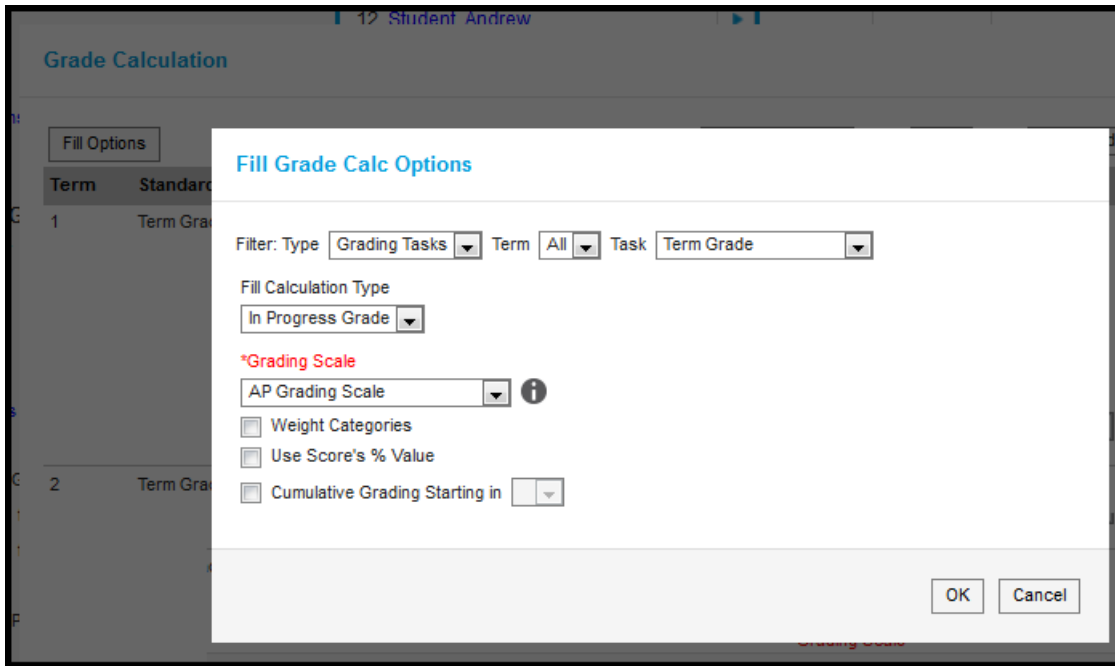 12 Student Andrew
Grade Calculation
Fill Options
Term Standard
1 Term Grad
Fill Grade Calc Options
Filter: Type Grading Tasks Term All Task Term Grade
Fill Calculation Type
In Progress Grade
*Grading Scale
AP Grading Scale
Weight Categories
Use Score's % Value
Cumulative Grading Starting in
2 Term Grad
OK Cancel
Grading Scale